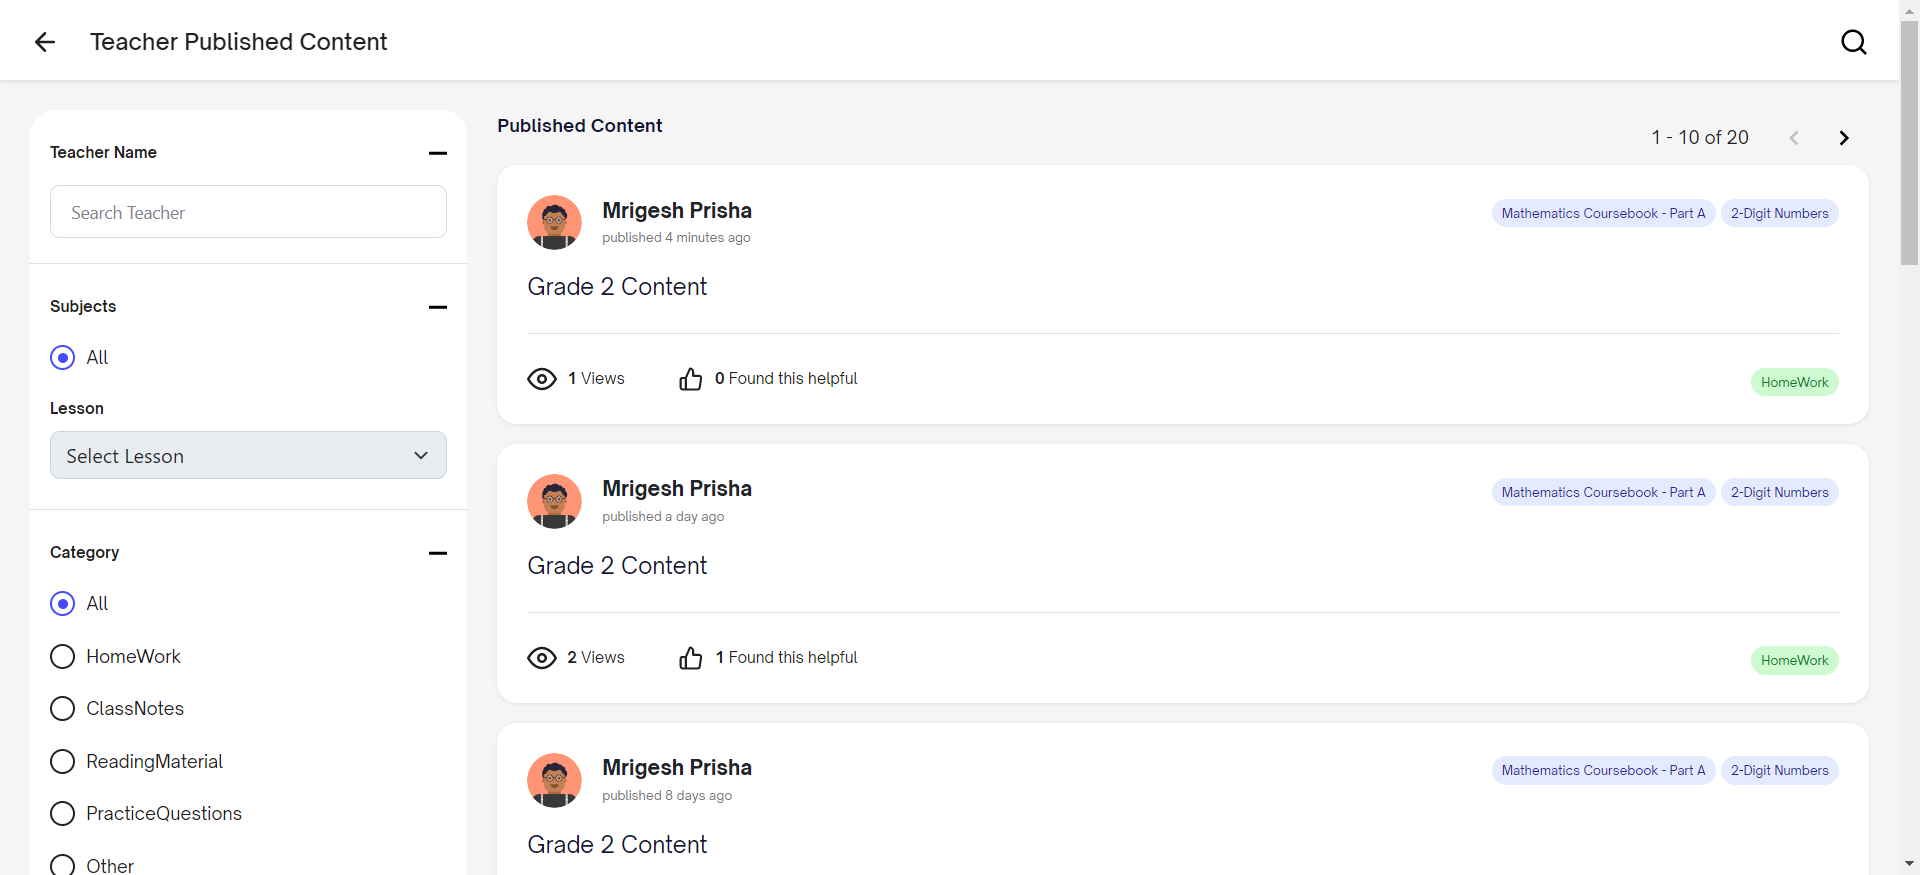 Teacher Published Content
Teacher Name
Search Teacher
Subjects
All
Lesson
Select Lesson
Category
All
HomeWork
ClassNotes
ReadingMaterial
PracticeQuestions
Other
Published Content
1 - 10 of 20
Mrigesh Prisha
published 4 minutes ago
Mathematics Coursebook - Part A
2-Digit Numbers
Grade 2 Content
1 Views
0 Found this helpful
HomeWork
Mrigesh Prisha
published a day ago
Mathematics Coursebook - Part A
2-Digit Numbers
Grade 2 Content
2 Views
1 Found this helpful
HomeWork
Mrigesh Prisha
published 8 days ago
Mathematics Coursebook - Part A
2-Digit Numbers
Grade 2 Content